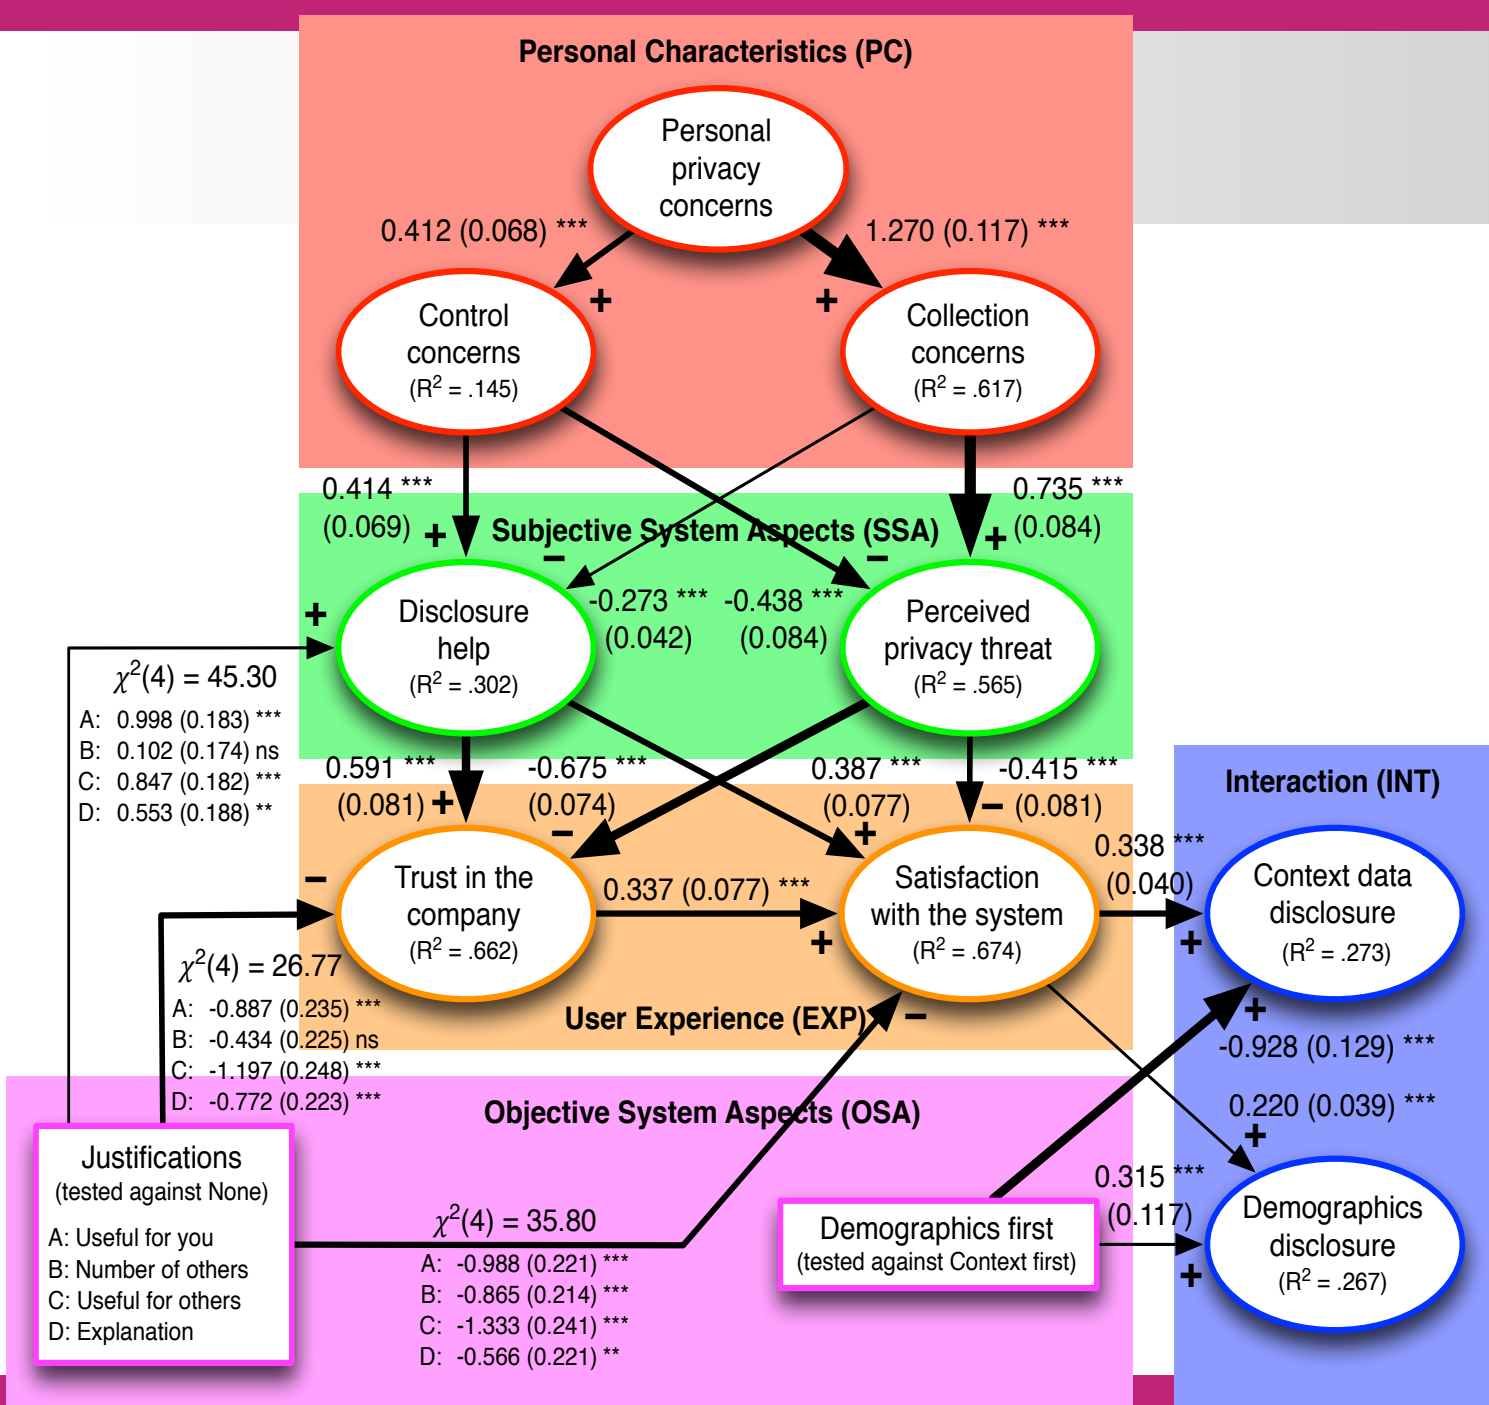 Personal Characteristics (PC)
Personal
privacy
concerns
0.412 (0.068) ***
1.270 (0.117) ***
+
+
Control
concerns
(R² = .145)
Collection
concerns
(R² = .617)
0.414 ***
(0.069)
+
0.735 ***
(0.084)
+
Subjective System Aspects (SSA)
–
–
-0.273 ***
(0.042)
-0.438 ***
(0.084)
+
Disclosure
help
(R² = .302)
Perceived
privacy threat
(R² = .565)
χ²(4) = 45.30
A: 0.998 (0.183) ***
B: 0.102 (0.174) ns
C: 0.847 (0.182) ***
D: 0.553 (0.188) **
0.591 ***
(0.081)
+
-0.675 ***
(0.074)
–
0.387 ***
(0.077)
+
-0.415 ***
(0.081)
–
Interaction (INT)
–
Trust in the
company
(R² = .662)
0.337 (0.077) ***
+
Satisfaction
with the system
(R² = .674)
0.338 ***
(0.040)
+
Context data
disclosure
(R² = .273)
χ²(4) = 26.77
A: -0.887 (0.235) ***
B: -0.434 (0.225) ns
C: -1.197 (0.248) ***
D: -0.772 (0.223) ***
User Experience (EXP)
–
+
-0.928 (0.129) ***
Objective System Aspects (OSA)
0.220 (0.039) ***
+
Justifications
(tested against None)
A: Useful for you
B: Number of others
C: Useful for others
D: Explanation
χ²(4) = 35.80
A: -0.988 (0.221) ***
B: -0.865 (0.214) ***
C: -1.333 (0.241) ***
D: -0.566 (0.221) **
Demographics first
(tested against Context first)
0.315 ***
(0.117)
+
Demographics
disclosure
(R² = .267)